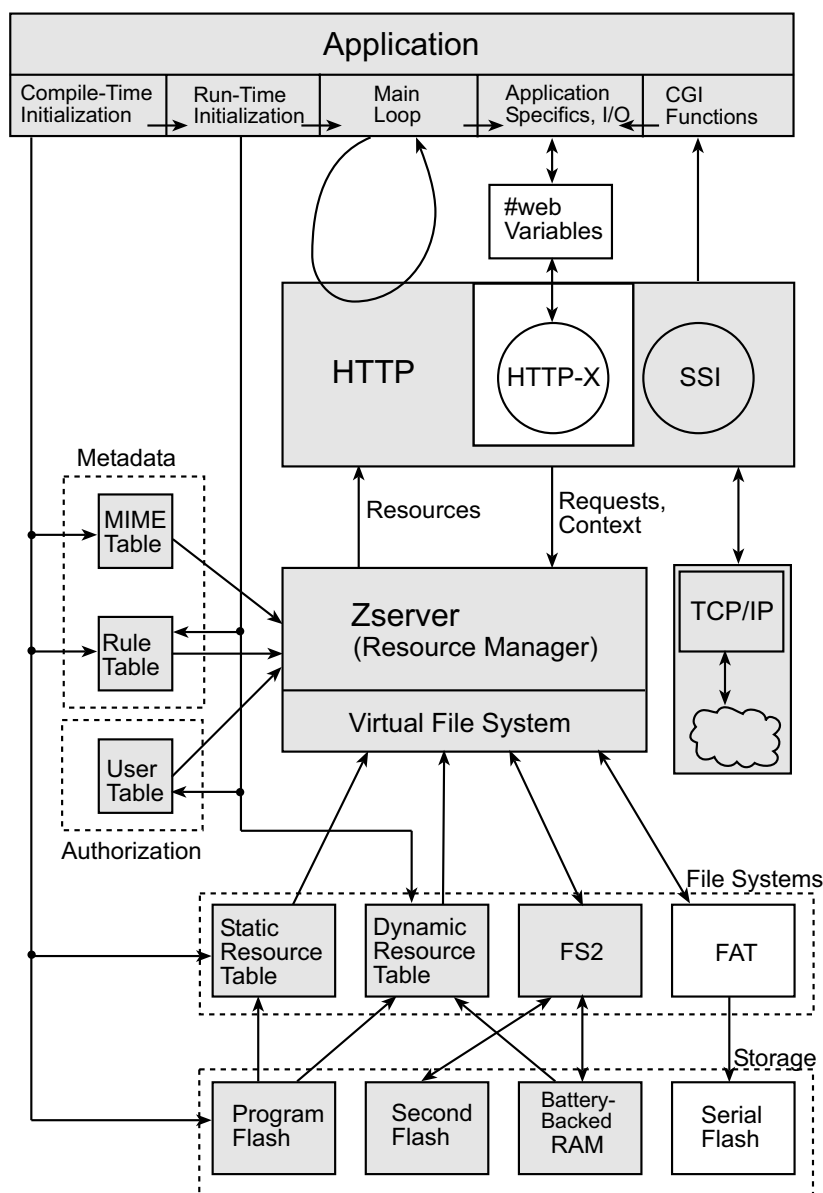 Application
Compile-Time
Initialization
Run-Time
Initialization
Main
Loop
Application
Specifics, I/O
CGI
Functions
#web
Variables
HTTP
HTTP-X
SSI
Metadata
MIME
Table
Resources
Requests,
Context
Rule
Table
Zserver
(Resource Manager)
TCP/IP
Virtual File System
User
Table
Authorization
File Systems
Static
Resource
Table
Dynamic
Resource
Table
FS2
FAT
Storage
Program
Flash
Second
Flash
Battery-
Backed
RAM
Serial
Flash